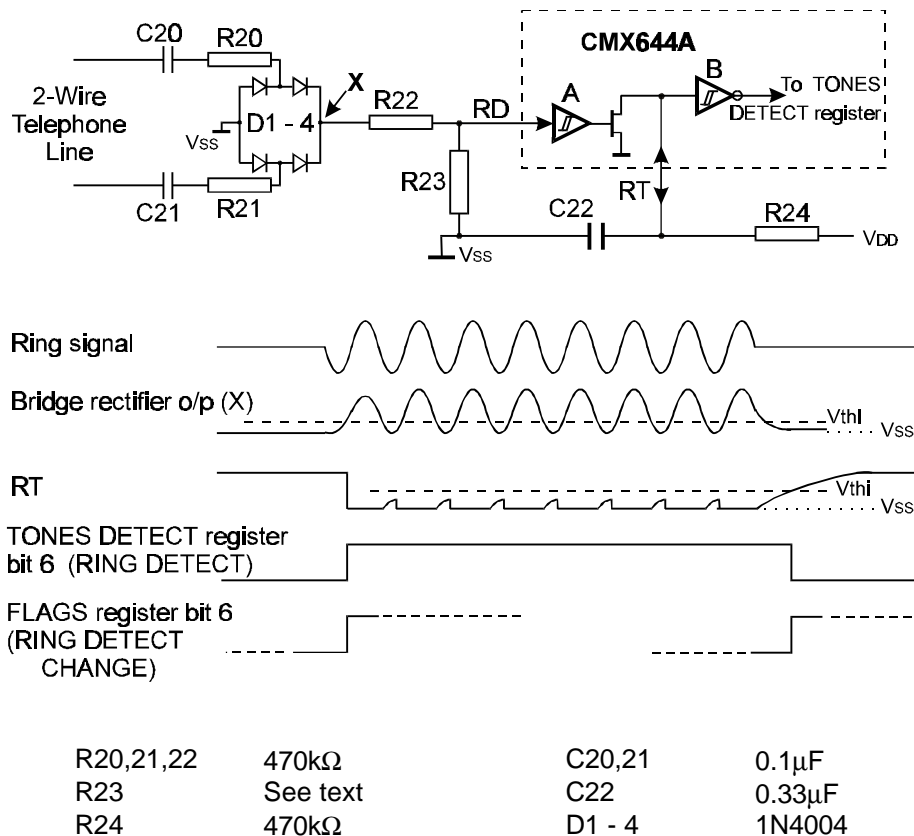 C20
R20
CMX644A
X
B
2-Wire
Telephone
Line
R22
RD
A
To TONES
DETECT register
VSS
D1 - 4
R23
RT
C21
R21
C22
R24
VSS
VDD
Ring signal
Bridge rectifier o/p (X)
Vthi
VSS
RT
Vthi
VSS
TONES DETECT register
bit 6 (RING DETECT)
FLAGS register bit 6
(RING DETECT
CHANGE)
R20,21,22 470kΩ C20,21 0.1μF
R23 See text C22 0.33μF
R24 470kΩ D1 - 4 1N4004